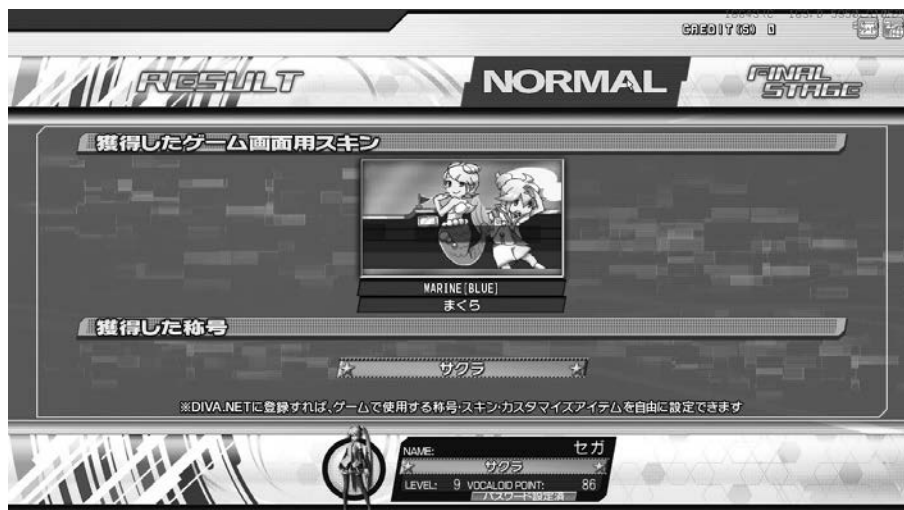 CREDIT(S) 0
RESULT
NORMAL
FINAL STAGE
獲得したゲーム画面用スキン
MARINE[BLUE]
まくら
獲得した称号
サクラ
※DIVA.NETに登録すれば、ゲームで使用する称号・スキン・カスタマイズアイテムを自由に設定できます
NAME: セガ
サクラ
LEVEL: 9 VOCALOID POINT: 86
パスワード設定済